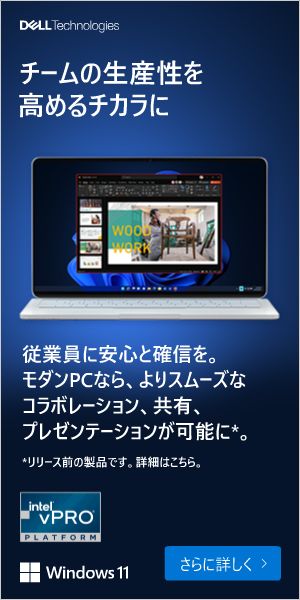 DELLTechnologies
チームの生産性を
高めるチカラに
WOOD
WORK
従業員に安心と確信を。
モダンPCなら、よりスムーズな
コラボレーション、共有、
プレゼンテーションが可能に*。
*リリース前の製品です。詳細はこちら。
intel
vPRO
PLATFORM
Windows 11
さらに詳しく